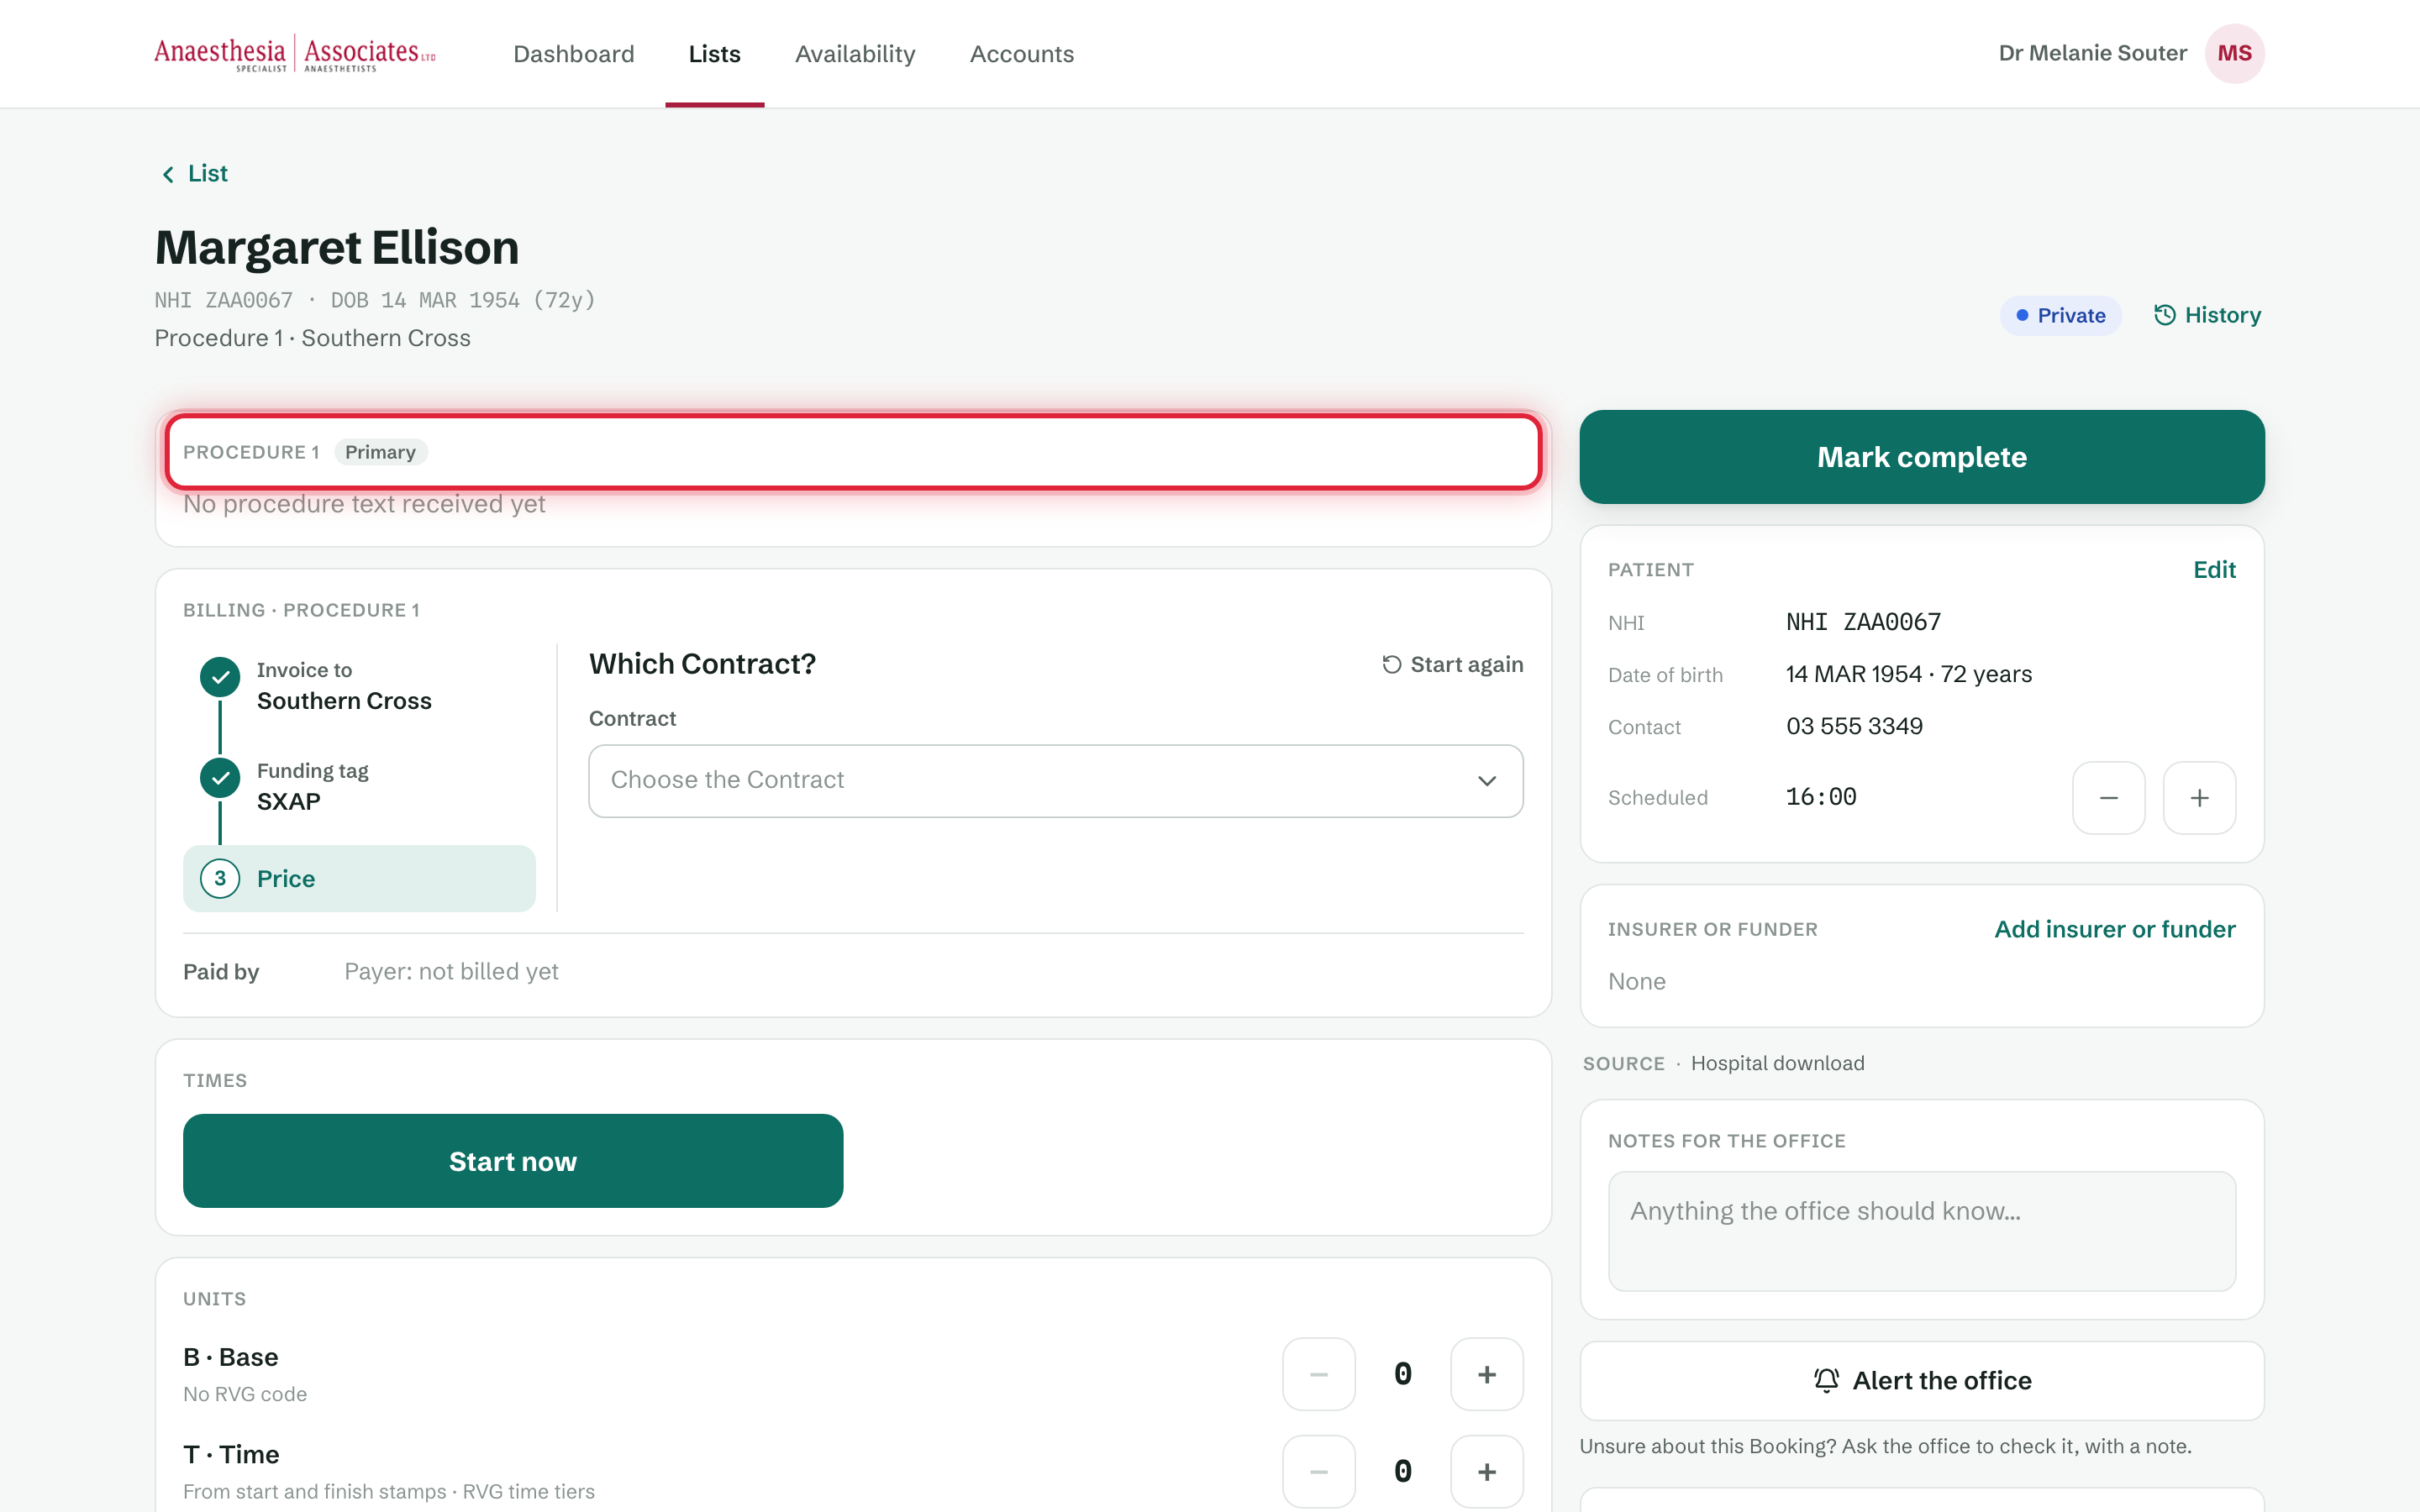 Anaesthesia | Associates LTD
SPECIALIST ANAESTHETISTS
Dashboard
Lists
Availability
Accounts
Dr Melanie Souter
MS
List
Margaret Ellison
NHI ZAA0067 · DOB 14 MAR 1954 (72y)
Procedure 1 · Southern Cross
Private
History
PROCEDURE 1
Primary
No procedure text received yet
BILLING · PROCEDURE 1
Invoice to
Southern Cross
Funding tag
SXAP
3
Price
Which Contract?
Start again
Contract
Choose the Contract
Paid by
Payer: not billed yet
TIMES
Start now
UNITS
B · Base
No RVG code
− 0 +
T · Time
From start and finish stamps · RVG time tiers
− 0 +
Mark complete
PATIENT
Edit
NHI
NHI ZAA0067
Date of birth
14 MAR 1954 · 72 years
Contact
03 555 3349
Scheduled
16:00
− +
INSURER OR FUNDER
Add insurer or funder
None
SOURCE · Hospital download
NOTES FOR THE OFFICE
Anything the office should know...
Alert the office
Unsure about this Booking? Ask the office to check it, with a note.